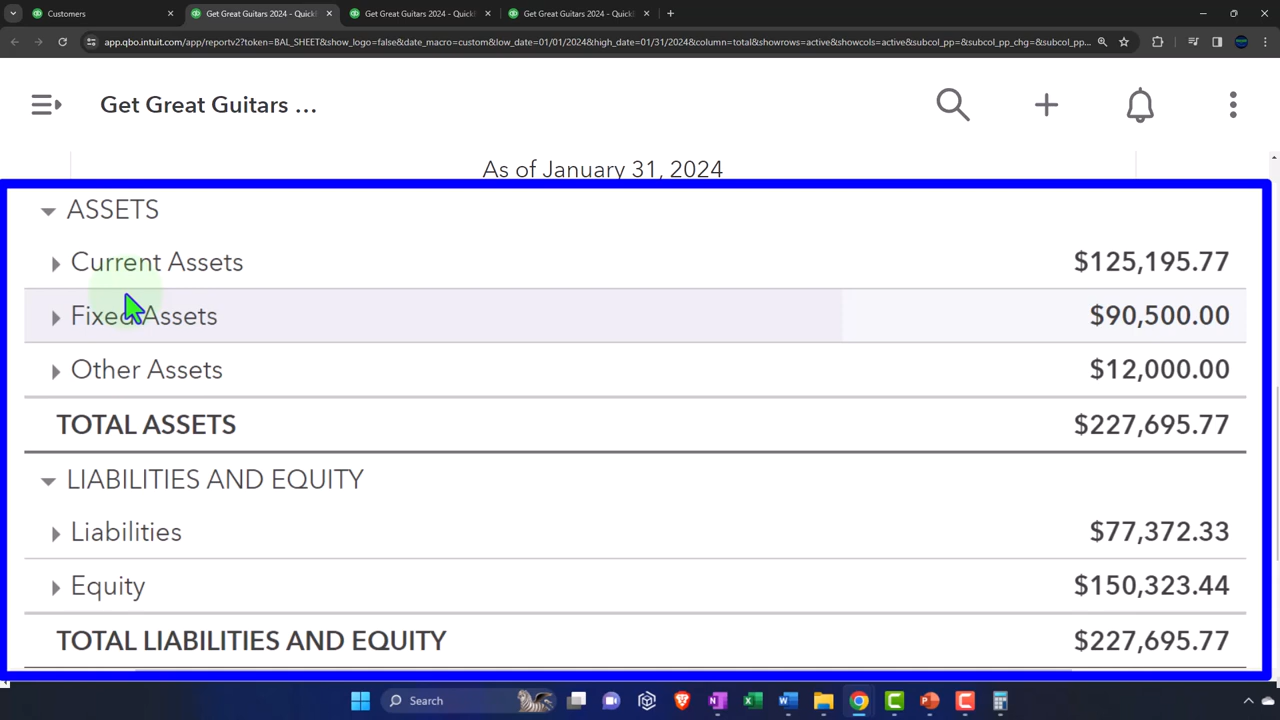 Customers
Get Great Guitars 2024 - QuickB
Get Great Guitars 2024 - QuickB
Get Great Guitars 2024 - QuickB
app.qbo.intuit.com/app/reportv2?token=BAL_SHEET&show_logo=false&date_macro=custom&low_date=01/01/2024&high_date=01/31/2024&column=total&showrows=active&showcols=active&subcol_pp=&subcol_pp_chg=&subcol_pp...
Get Great Guitars ...
As of January 31, 2024
ASSETS
Current Assets $125,195.77
Fixed Assets $90,500.00
Other Assets $12,000.00
TOTAL ASSETS $227,695.77
LIABILITIES AND EQUITY
Liabilities $77,372.33
Equity $150,323.44
TOTAL LIABILITIES AND EQUITY $227,695.77
Search